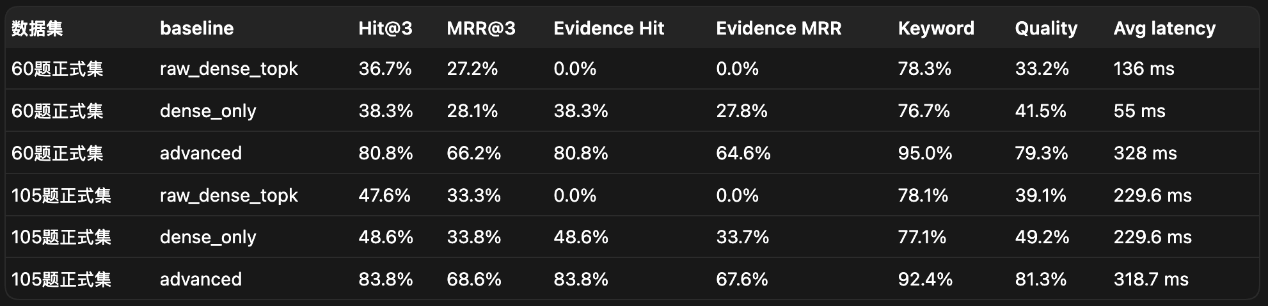 数据集 baseline Hit@3 MRR@3 Evidence Hit Evidence MRR Keyword Quality Avg latency
60题正式集 raw_dense_topk 36.7% 27.2% 0.0% 0.0% 78.3% 33.2% 136 ms
60题正式集 dense_only 38.3% 28.1% 38.3% 27.8% 76.7% 41.5% 55 ms
60题正式集 advanced 80.8% 66.2% 80.8% 64.6% 95.0% 79.3% 328 ms
105题正式集 raw_dense_topk 47.6% 33.3% 0.0% 0.0% 78.1% 39.1% 229.6 ms
105题正式集 dense_only 48.6% 33.8% 48.6% 33.7% 77.1% 49.2% 229.6 ms
105题正式集 advanced 83.8% 68.6% 83.8% 67.6% 92.4% 81.3% 318.7 ms